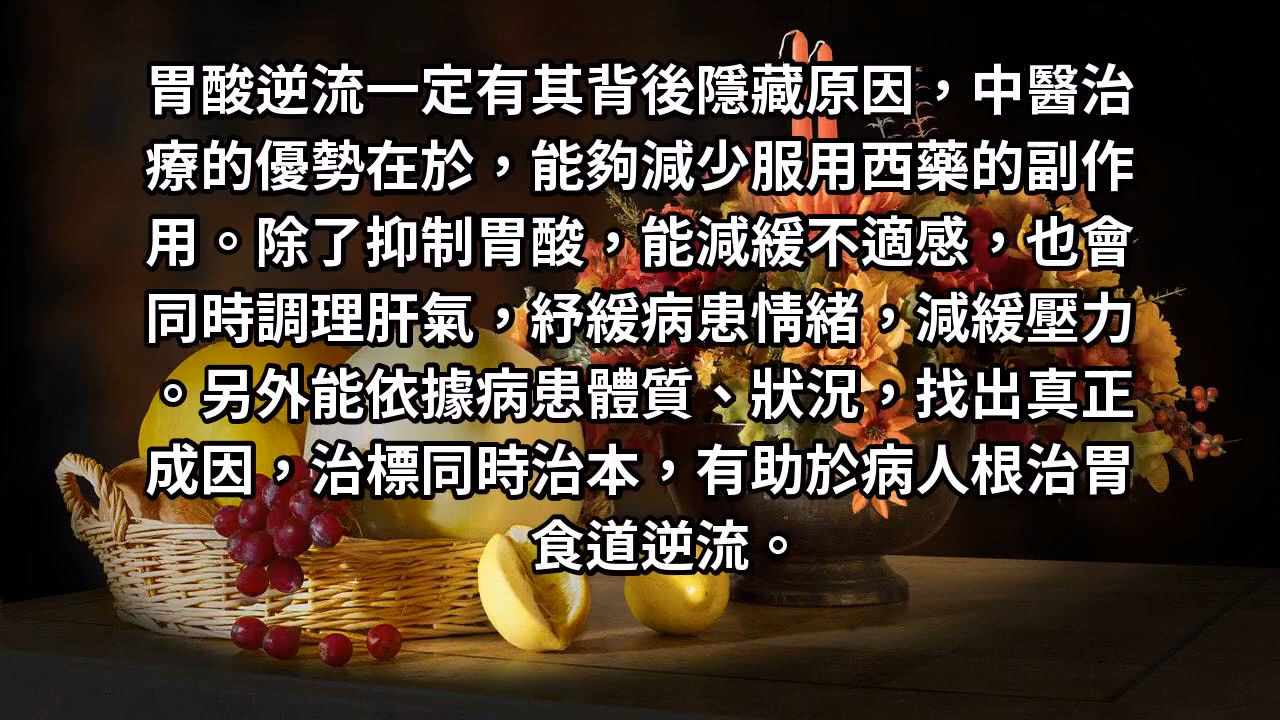 胃酸逆流一定有其背後隱藏原因，中醫治
療的優勢在於，能夠減少服用西藥的副作
用。除了抑制胃酸，能減緩不適感，也會
同時調理肝氣，紓緩病患情緒，減緩壓力
。另外能依據病患體質、狀況，找出真正
成因，治標同時治本，有助於病人根治胃
食道逆流。